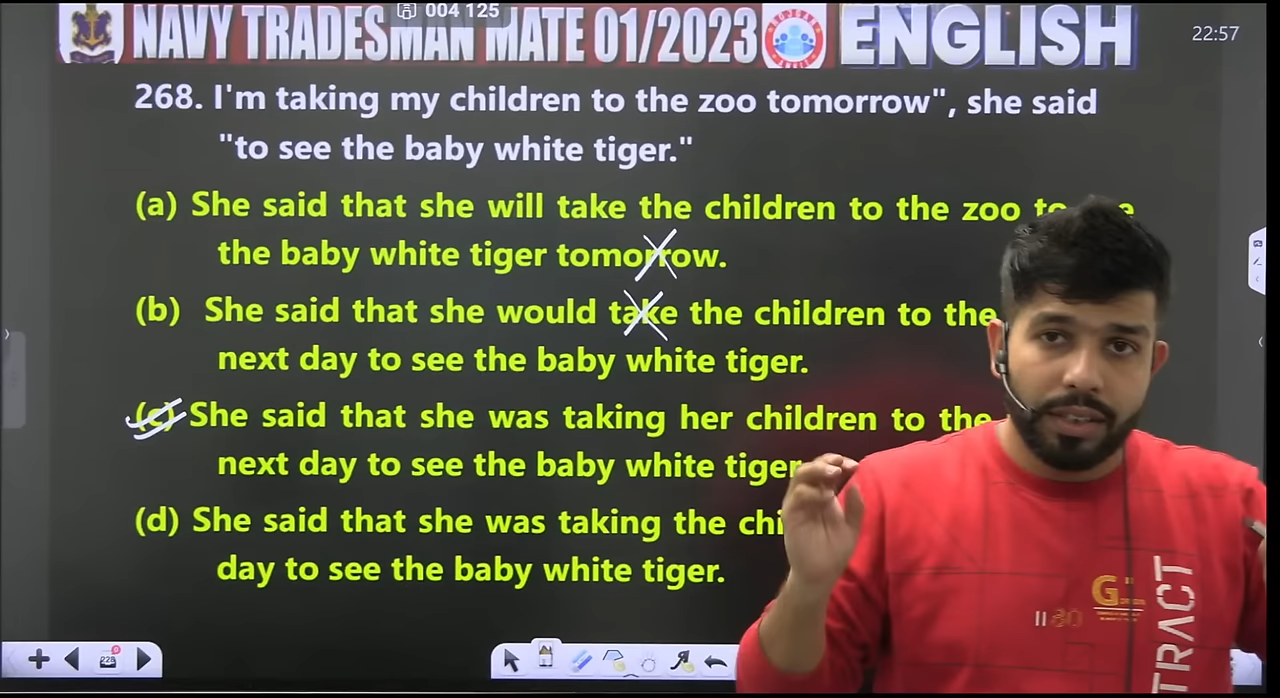 004 125
NAVY TRADESMAN MATE 01/2023 ENGLISH
22:57
268. I'm taking my children to the zoo tomorrow", she said
"to see the baby white tiger."
(a) She said that she will take the children to the zoo to
the baby white tiger tomorrow.
(b) She said that she would take the children to the
next day to see the baby white tiger.
(c) She said that she was taking her children to the
next day to see the baby white tiger
(d) She said that she was taking the
day to see the baby white tiger.
TRACT